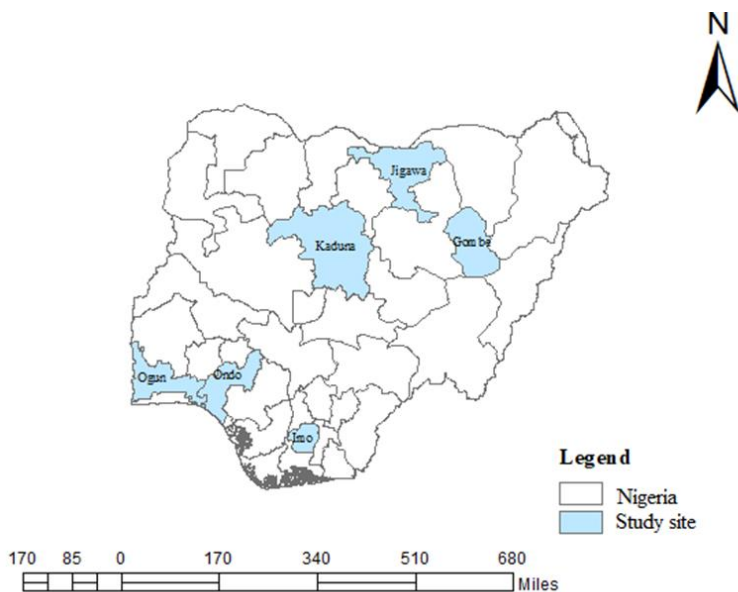 N
Jigawa
Kaduna
Gombe
Ogun
Ondo
Imo
Legend
Nigeria
Study site
170 85 0 170 340 510 680
Miles